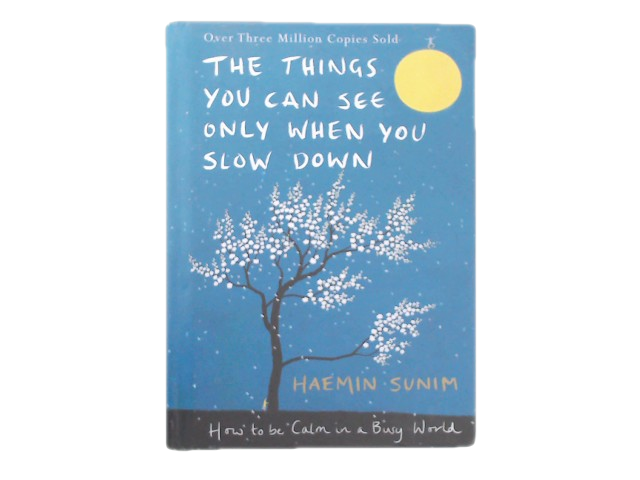 Over Three Million Copies Sold
THE THINGS
YOU CAN SEE
ONLY WHEN YOU
SLOW DOWN
HAEMIN SUNIM
How to be Calm in a Busy World